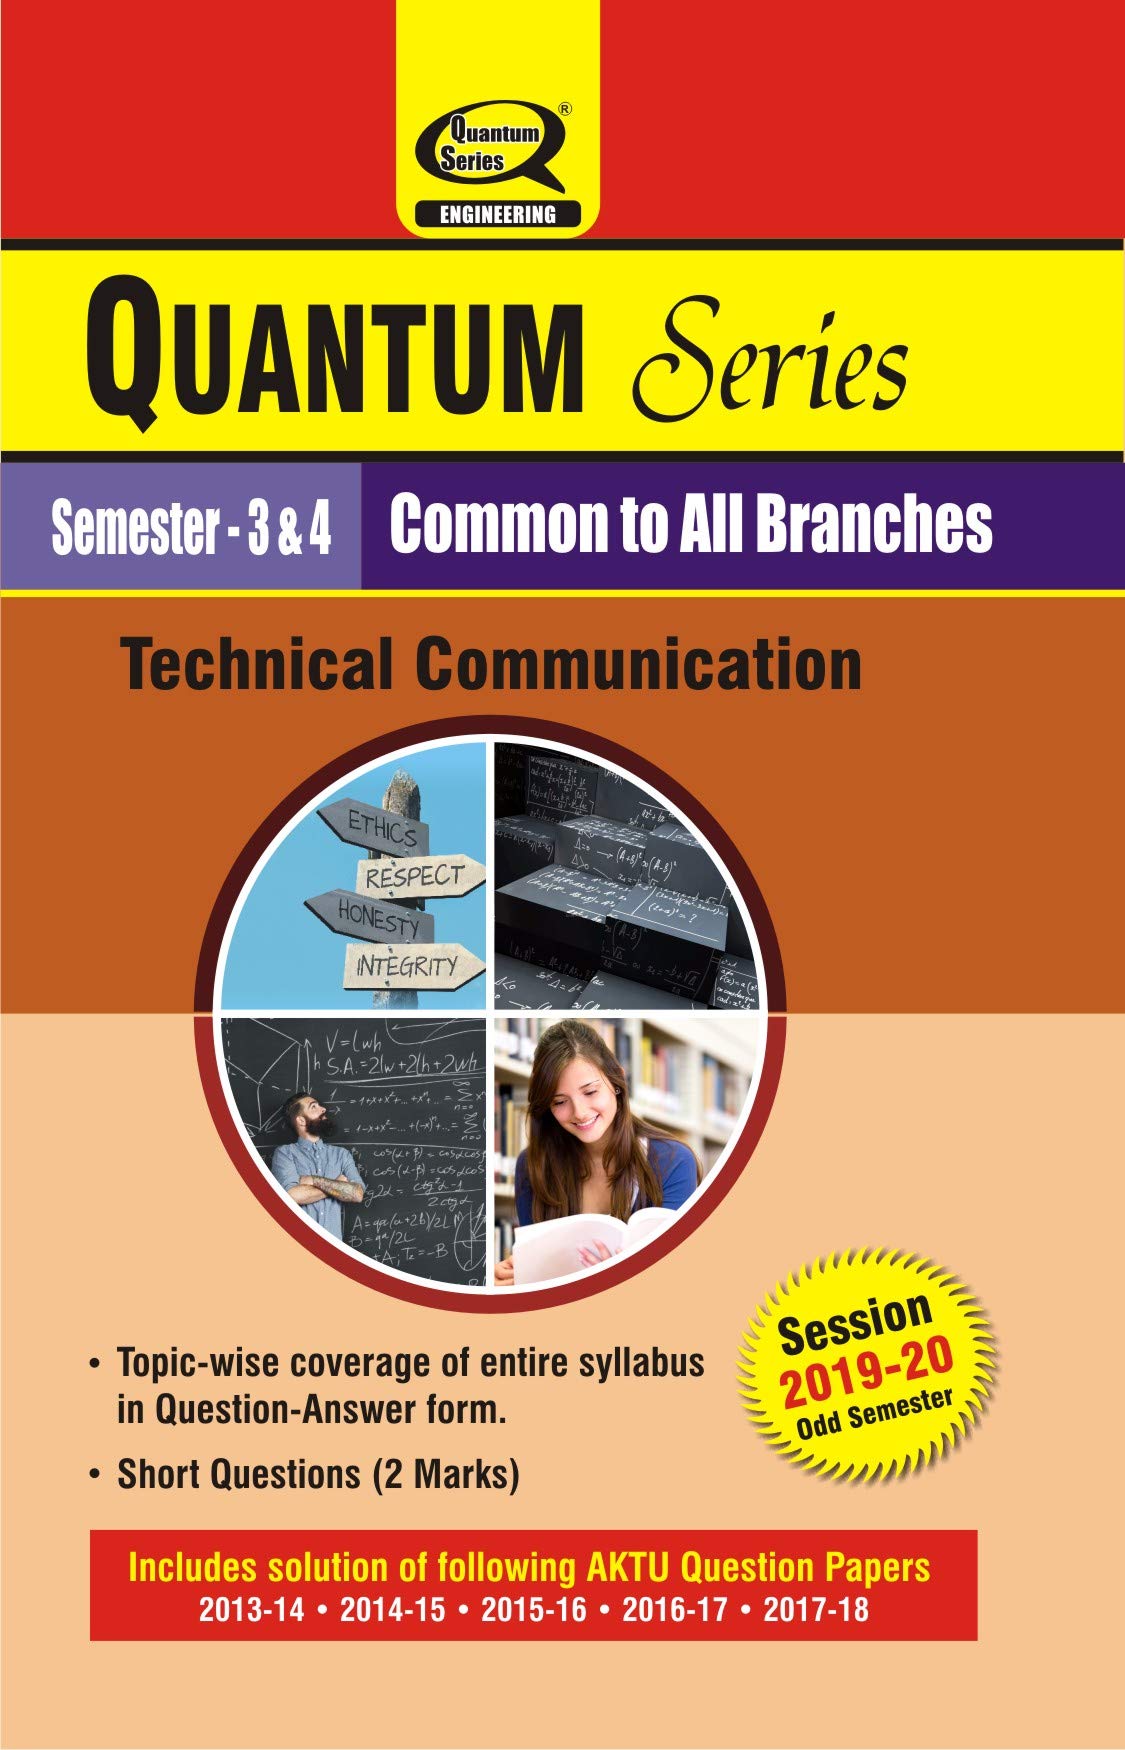 Quantum
Series
®
ENGINEERING
QUANTUM Series
Semester - 3 & 4
Common to All Branches
Technical Communication
ETHICS
RESPECT
HONESTY
INTEGRITY
V=lwh
S.A.=2lw+2lh+2wh
• Topic-wise coverage of entire syllabus
in Question-Answer form.
• Short Questions (2 Marks)
Session
2019-20
Odd Semester
Includes solution of following AKTU Question Papers
2013-14 • 2014-15 • 2015-16 • 2016-17 • 2017-18